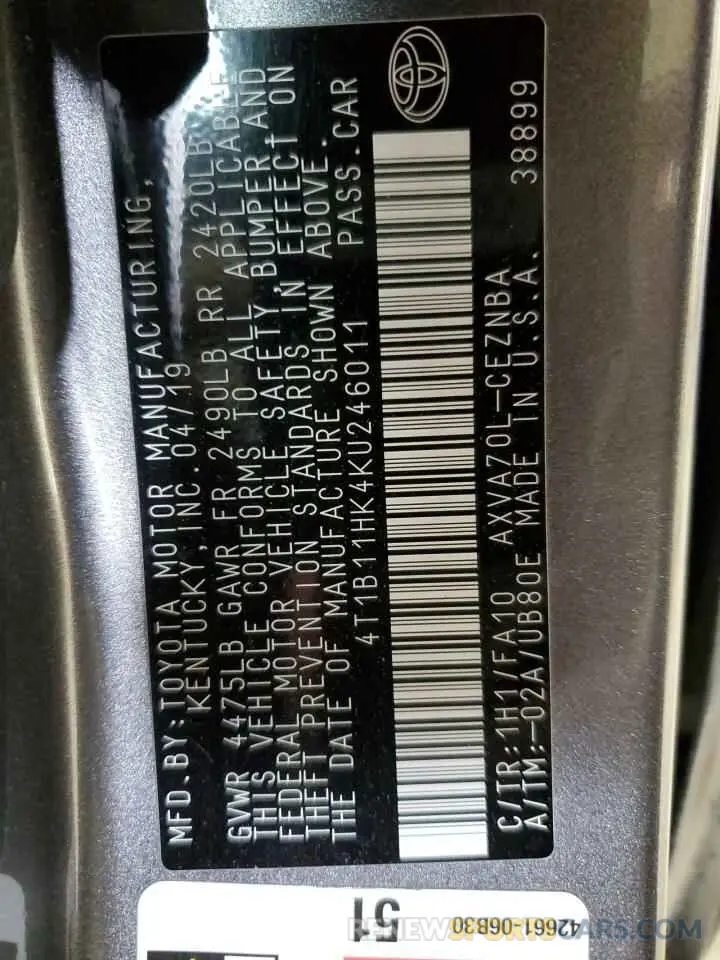 MFD.BY:TOYOTA MOTOR MANUFACTURING,
KENTUCKY,INC.04/19
GVWR 4475LB GAWR FR 2490LB RR 2420LB
THIS VEHICLE CONFORMS TO ALL APPLICABLE
FEDERAL MOTOR VEHICLE SAFETY,BUMPER AND
THEFT PREVENTION STANDARDS IN EFFECT ON
THE DATE OF MANUFACTURE SHOWN ABOVE.
4T1B11HK4KU246011 PASS.CAR
C/TR:1H1/FA10 AXVA70L-CEZNBA
A/TM:-02A/UB80E MADE IN U.S.A. 38899
51
42661-06B30
RENEWSPORTSCARS.COM